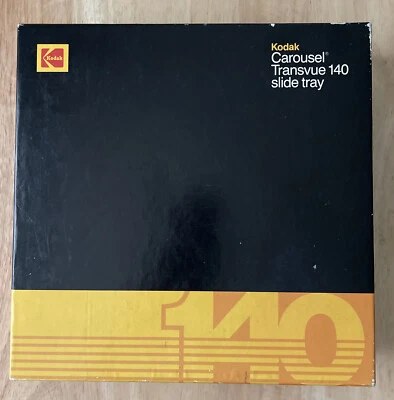 Kodak
Kodak
Carousel®
Transvue 140
slide tray
140